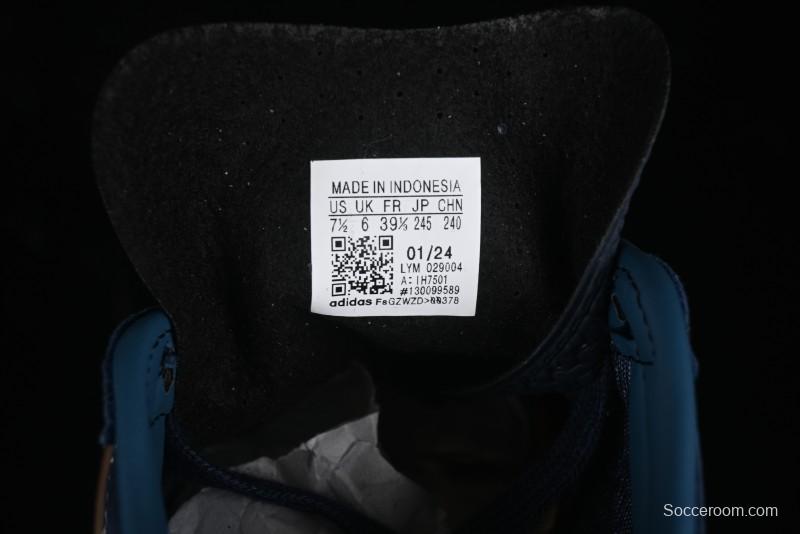 MADE IN INDONESIA
US UK FR JP CHN
7½ 6 39⅓ 245 240
01/24
LYM 029004
A: IH7501
#130099589
adidas
Soccerroom.com